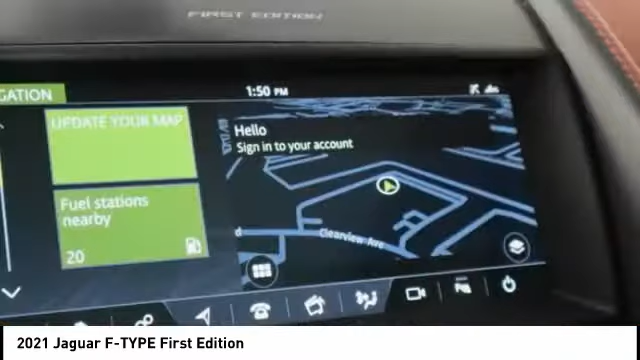 FIRST EDITION
GATION
1:50 PM
UPDATE YOUR MAP
Hello
Sign in to your account
Fuel stations
nearby
20
d
Clearview Ave
2021 Jaguar F-TYPE First Edition